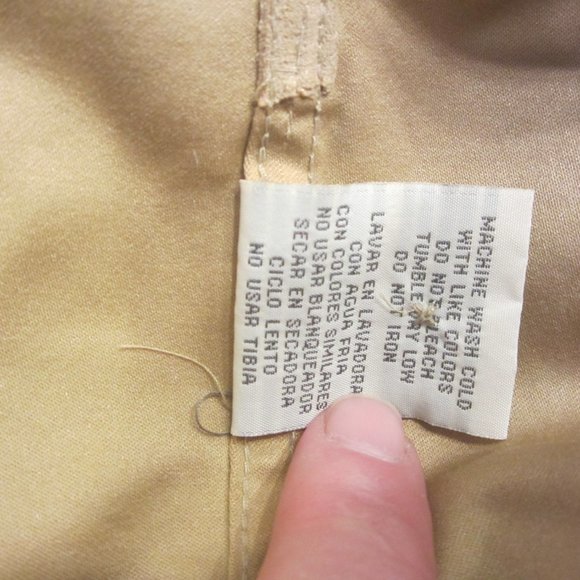 MACHINE WASH COLD
WITH LIKE COLORS
DO NOT BLEACH
TUMBLE DRY LOW
DO NOT IRON
LAVAR EN LAVADORA
CON AGUA FRIA
CON COLORES SIMILARES
NO USAR BLANQUEADOR
SECAR EN SECADORA
CICLO LENTO
NO USAR TIBIA